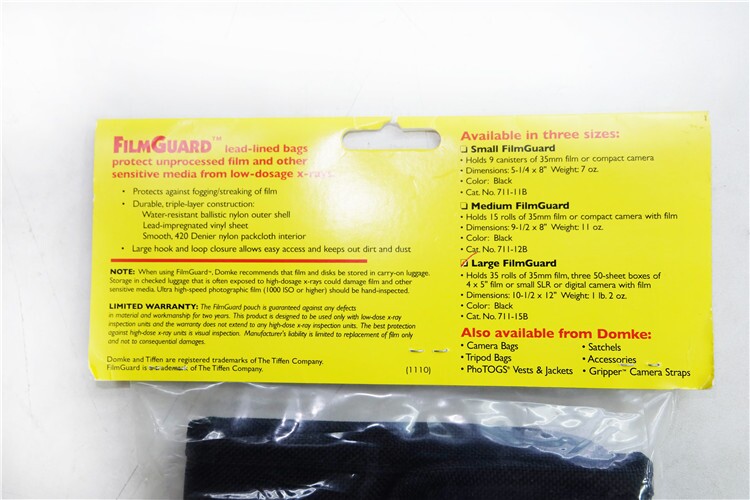 FILMGUARD™ lead-lined bags
protect unprocessed film and other
sensitive media from low-dosage x-rays.
• Protects against fogging/streaking of film
• Durable, triple-layer construction:
Water-resistant ballistic nylon outer shell
Lead-impregnated vinyl sheet
Smooth, 420 Denier nylon packcloth interior
• Large hook and loop closure allows easy access and keeps out dirt and dust
NOTE: When using FilmGuard®, Domke recommends that film and disks be stored in carry-on luggage.
Storage in checked luggage that is often exposed to high-dosage x-rays could damage film and other
sensitive media. Ultra high-speed photographic film (1000 ISO or higher) should be hand-inspected.
LIMITED WARRANTY: The FilmGuard pouch is guaranteed against any defects
in material and workmanship for two years. This product is designed to be used only with low-dose x-ray
inspection units and the warranty does not extend to any high-dose x-ray inspection units. The best protection
against high-dose x-ray units is visual inspection. Manufacturer's liability is limited to replacement of film only
and not to consequential damages.
Domke and Tiffen are registered trademarks of The Tiffen Company.
FilmGuard is a trademark of The Tiffen Company.
(1110)
Available in three sizes:
❑ Small FilmGuard
• Holds 9 canisters of 35mm film or compact camera
• Dimensions: 5-1/4 x 8" Weight: 7 oz.
• Color: Black
• Cat. No. 711-11B
❑ Medium FilmGuard
• Holds 15 rolls of 35mm film or compact camera with film
• Dimensions: 9-1/2 x 8" Weight: 11 oz.
• Color: Black
• Cat. No. 711-12B
❑ Large FilmGuard
• Holds 35 rolls of 35mm film, three 50-sheet boxes of
4 x 5" film or small SLR or digital camera with film
• Dimensions: 10-1/2 x 12" Weight: 1 lb. 2 oz.
• Color: Black
• Cat. No. 711-15B
Also available from Domke:
• Camera Bags
• Tripod Bags
• PhoTOGS® Vests & Jackets
• Satchels
• Accessories
• Gripper™ Camera Straps